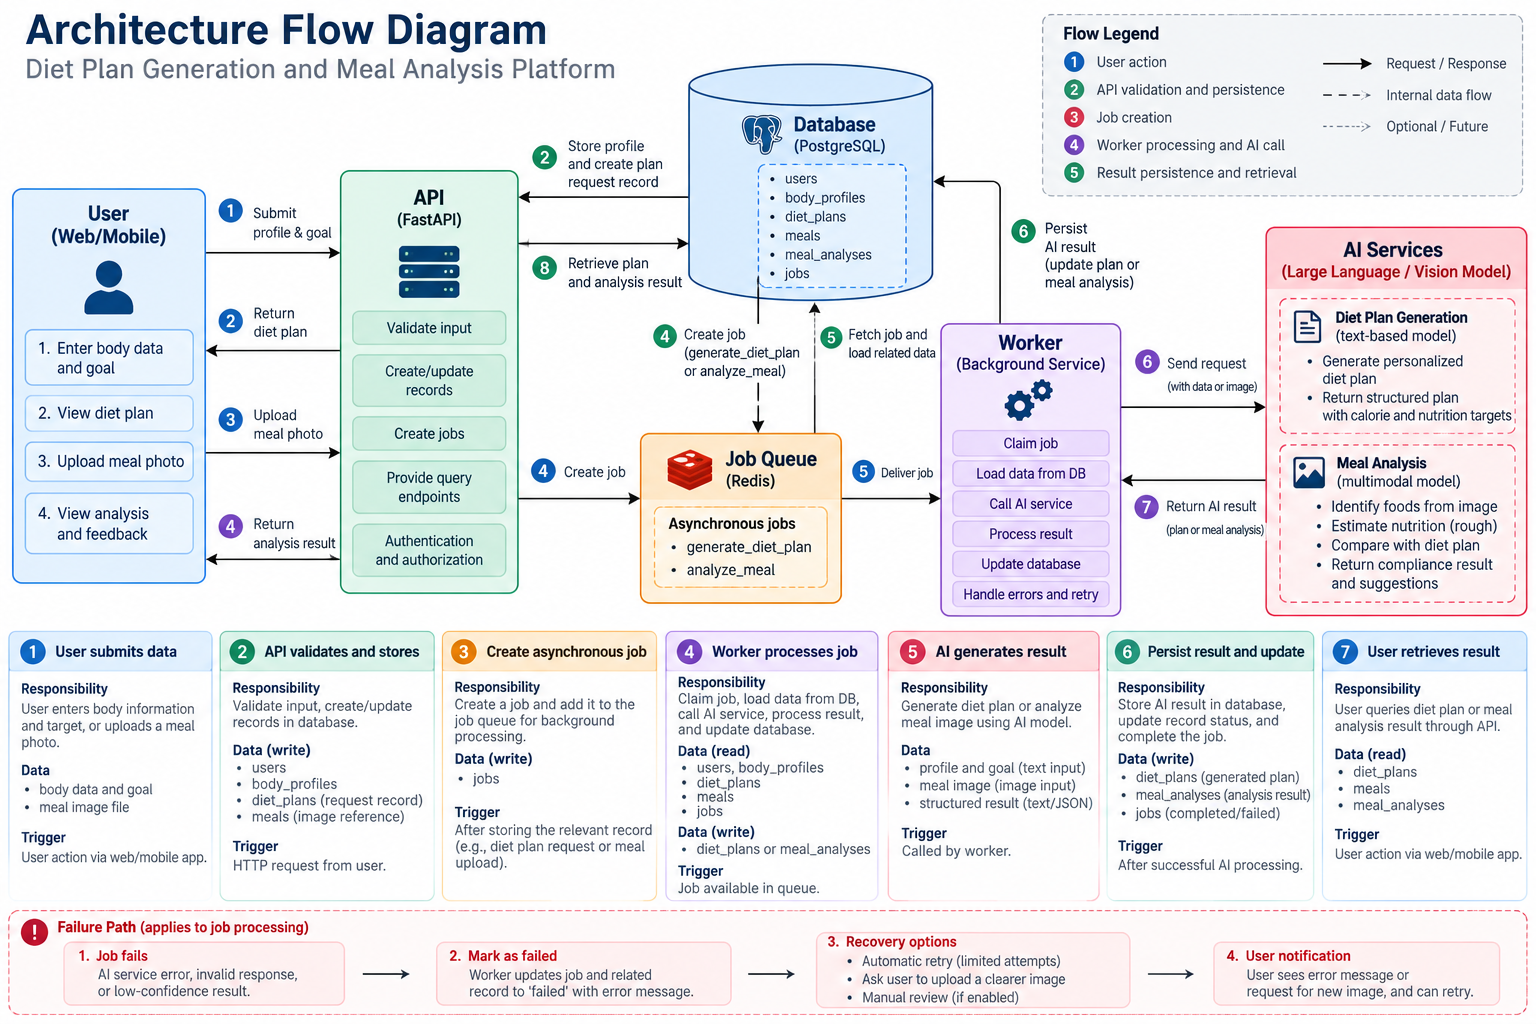 Architecture Flow Diagram
Diet Plan Generation and Meal Analysis Platform
Flow Legend
1 User action
2 API validation and persistence
3 Job creation
4 Worker processing and AI call
5 Result persistence and retrieval
Request / Response
Internal data flow
Optional / Future
User
(Web/Mobile)
1. Enter body data
and goal
2. View diet plan
3. Upload meal photo
4. View analysis
and feedback
1 Submit
profile & goal
2 Return
diet plan
3 Upload
meal photo
4 Return
analysis result
API
(FastAPI)
Validate input
Create/update
records
Create jobs
Provide query
endpoints
Authentication
and authorization
2 Store profile
and create plan
request record
8 Retrieve plan
and analysis result
Database
(PostgreSQL)
• users
• body_profiles
• diet_plans
• meals
• meal_analyses
• jobs
4 Create job
(generate_diet_plan
or analyze_meal)
5 Fetch job and
load related data
4 Create job
Job Queue
(Redis)
Asynchronous jobs
• generate_diet_plan
• analyze_meal
5 Deliver job
6 Persist
AI result
(update plan or
meal analysis)
Worker
(Background Service)
Claim job
Load data from DB
Call AI service
Process result
Update database
Handle errors and retry
6 Send request
(with data or image)
7 Return AI result
(plan or meal analysis)
AI Services
(Large Language / Vision Model)
Diet Plan Generation
(text-based model)
• Generate personalized
diet plan
• Return structured plan
with calorie and nutrition targets
Meal Analysis
(multimodal model)
• Identify foods from image
• Estimate nutrition (rough)
• Compare with diet plan
• Return compliance result
and suggestions
1 User submits data
Responsibility
User enters body information
and target, or uploads a meal
photo.
Data
• body data and goal
• meal image file
Trigger
User action via web/mobile app.
2 API validates and stores
Responsibility
Validate input, create/update
records in database.
Data (write)
• users
• body_profiles
• diet_plans (request record)
• meals (image reference)
Trigger
HTTP request from user.
3 Create asynchronous job
Responsibility
Create a job and add it to the
job queue for background
processing.
Data (write)
• jobs
Trigger
After storing the relevant record
(e.g., diet plan request or meal
upload).
4 Worker processes job
Responsibility
Claim job, load data from DB,
call AI service, process result,
and update database.
Data (read)
• users, body_profiles
• diet_plans
• meals
• jobs
Data (write)
• diet_plans or meal_analyses
Trigger
Job available in queue.
5 AI generates result
Responsibility
Generate diet plan or analyze
meal image using AI model.
Data
• profile and goal (text input)
• meal image (image input)
• structured result (text/JSON)
Trigger
Called by worker.
6 Persist result and update
Responsibility
Store AI result in database,
update record status, and
complete the job.
Data (write)
• diet_plans (generated plan)
• meal_analyses (analysis result)
• jobs (completed/failed)
Trigger
After successful AI processing.
7 User retrieves result
Responsibility
User queries diet plan or meal
analysis result through API.
Data (read)
• diet_plans
• meals
• meal_analyses
Trigger
User action via web/mobile app.
! Failure Path (applies to job processing)
1. Job fails
AI service error, invalid response,
or low-confidence result.
2. Mark as failed
Worker updates job and related
record to 'failed' with error message.
3. Recovery options
• Automatic retry (limited attempts)
• Ask user to upload a clearer image
• Manual review (if enabled)
4. User notification
User sees error message or
request for new image, and can retry.